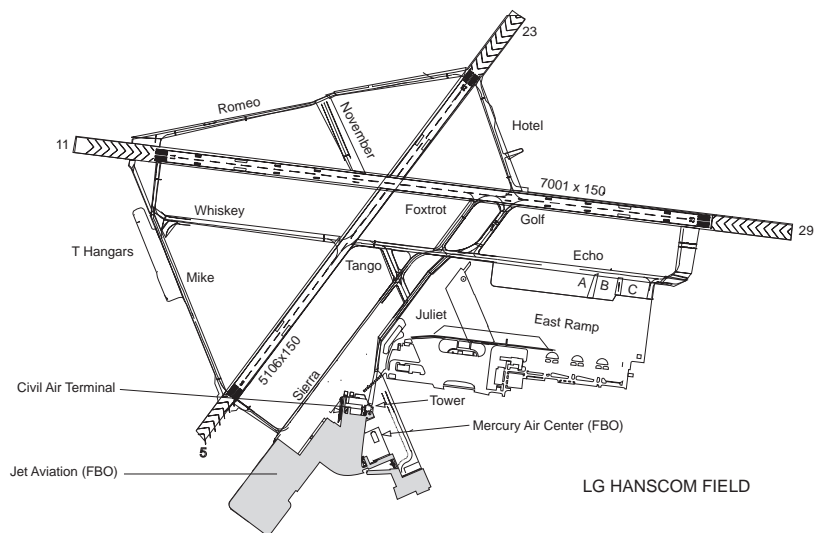 23
Romeo
November
Hotel
11
7001 x 150
Whiskey
Foxtrot
Golf
29
T Hangars
Tango
Echo
Mike
A
B
C
Juliet
East Ramp
5106x150
Sierra
Civil Air Terminal
Tower
Mercury Air Center (FBO)
5
Jet Aviation (FBO)
LG HANSCOM FIELD